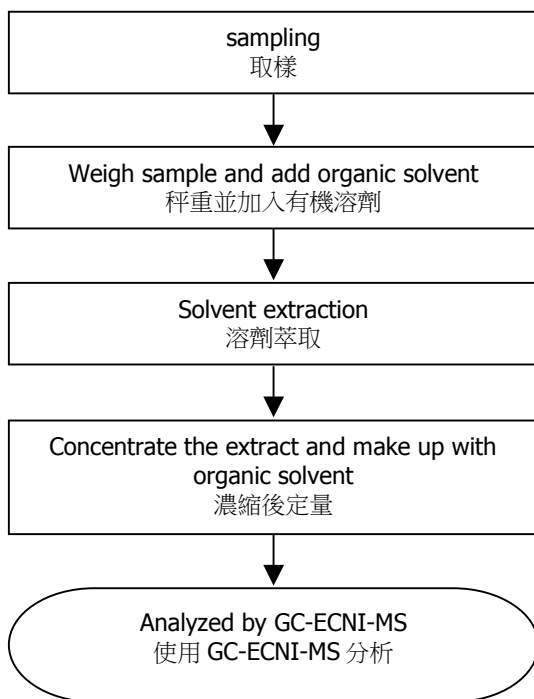 sampling
取樣
Weigh sample and add organic solvent
秤重並加入有機溶劑
Solvent extraction
溶劑萃取
Concentrate the extract and make up with
organic solvent
濃縮後定量
Analyzed by GC-ECNI-MS
使用 GC-ECNI-MS 分析